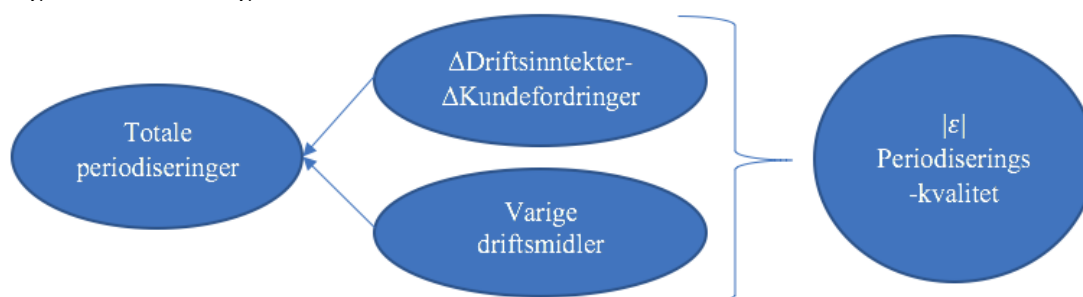 Totale
periodiseringer
ΔDriftsinntekter-
ΔKundefordringer
Varige
driftsmidler
|ε|
Periodiserings
-kvalitet